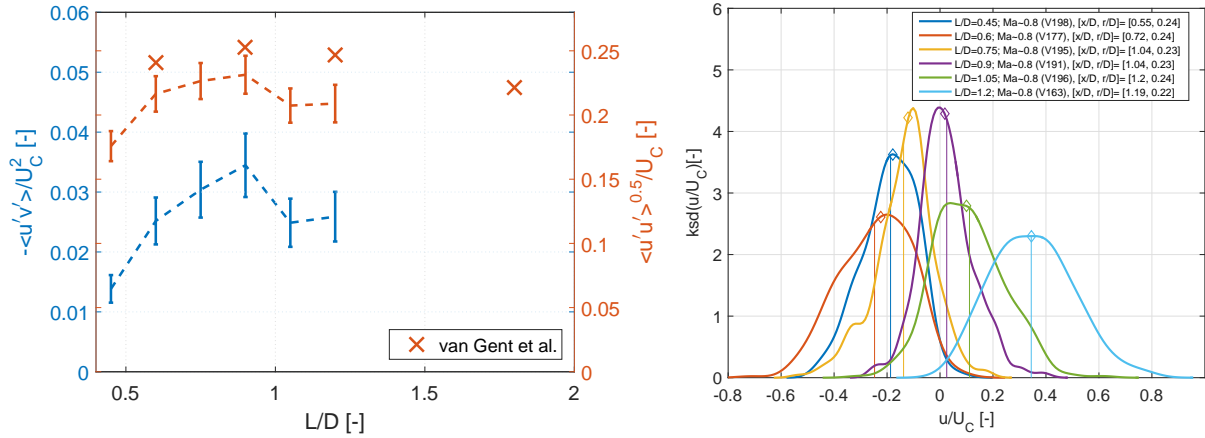 0.06
0.05
0.04
0.03
0.02
0.01
0
-<u'v'>/U_C^2 [-]
0.25
0.2
0.15
0.1
0.05
0
<u'u'>^0.5/U_C [-]
0.5
1
1.5
2
L/D [-]
van Gent et al.
6
5
4
3
2
1
0
ksd(u/U_C)[-]
L/D=0.45; Ma~0.8 (V198), [x/D, r/D]= [0.55, 0.24]
L/D=0.6; Ma~0.8 (V177), [x/D, r/D]= [0.72, 0.24]
L/D=0.75; Ma~0.8 (V195), [x/D, r/D]= [1.04, 0.23]
L/D=0.9; Ma~0.8 (V191), [x/D, r/D]= [1.04, 0.23]
L/D=1.05; Ma~0.8 (V196), [x/D, r/D]= [1.2, 0.24]
L/D=1.2; Ma~0.8 (V163), [x/D, r/D]= [1.19, 0.22]
-0.8
-0.6
-0.4
-0.2
0
0.2
0.4
0.6
0.8
u/U_C [-]